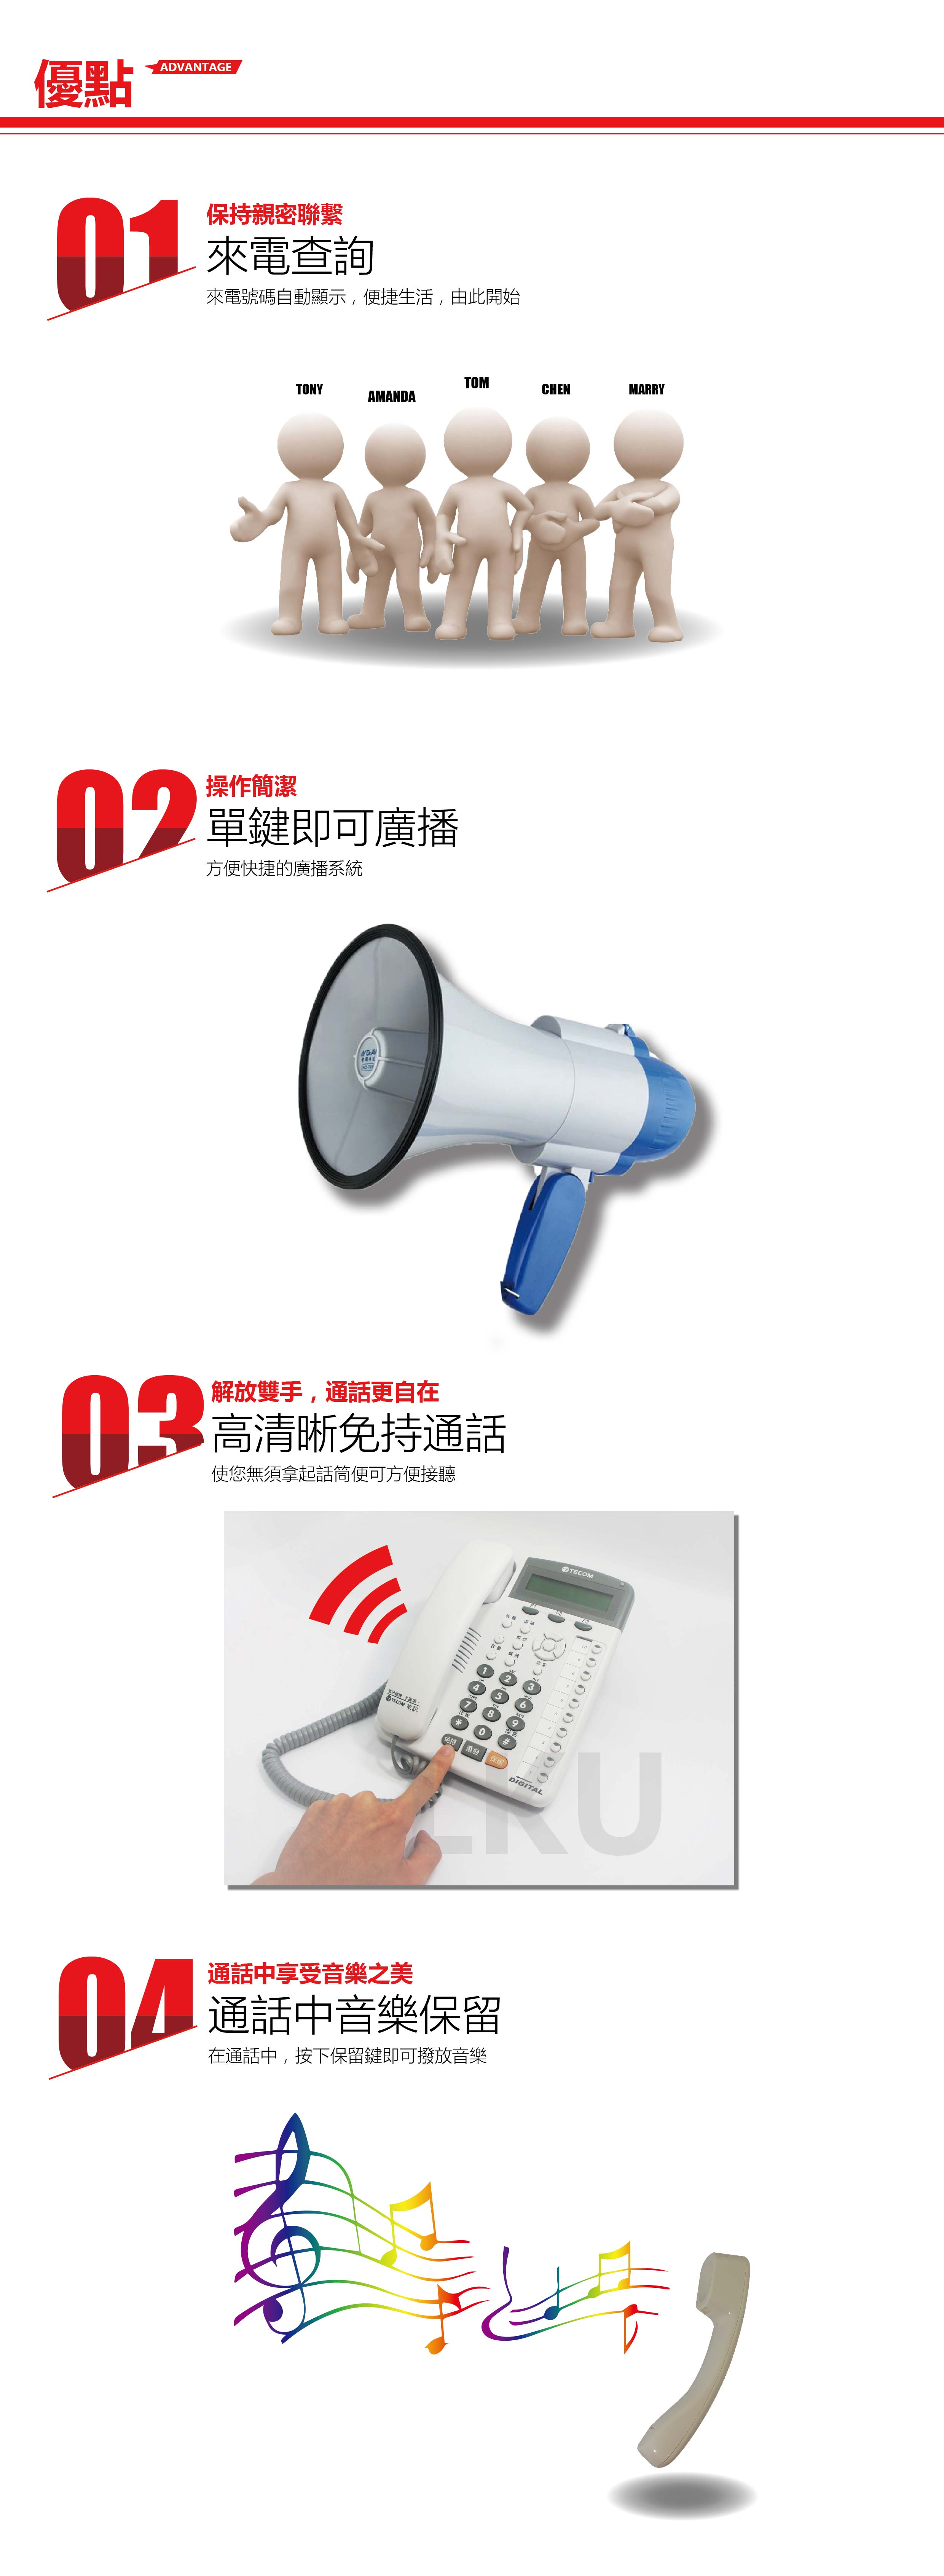 優點
ADVANTAGE
01
保持親密聯繫
來電查詢
來電號碼自動顯示，便捷生活，由此開始
TONY
AMANDA
TOM
CHEN
MARRY
02
操作簡潔
單鍵即可廣播
方便快捷的廣播系統
03
解放雙手，通話更自在
高清晰免持通話
使您無須拿起話筒便可方便接聽
TECOM
1 2 3
4 5 6
7 8 9
* 0 #
TECOM 東訊
DIGITAL
LKU
04
通話中享受音樂之美
通話中音樂保留
在通話中，按下保留鍵即可撥放音樂